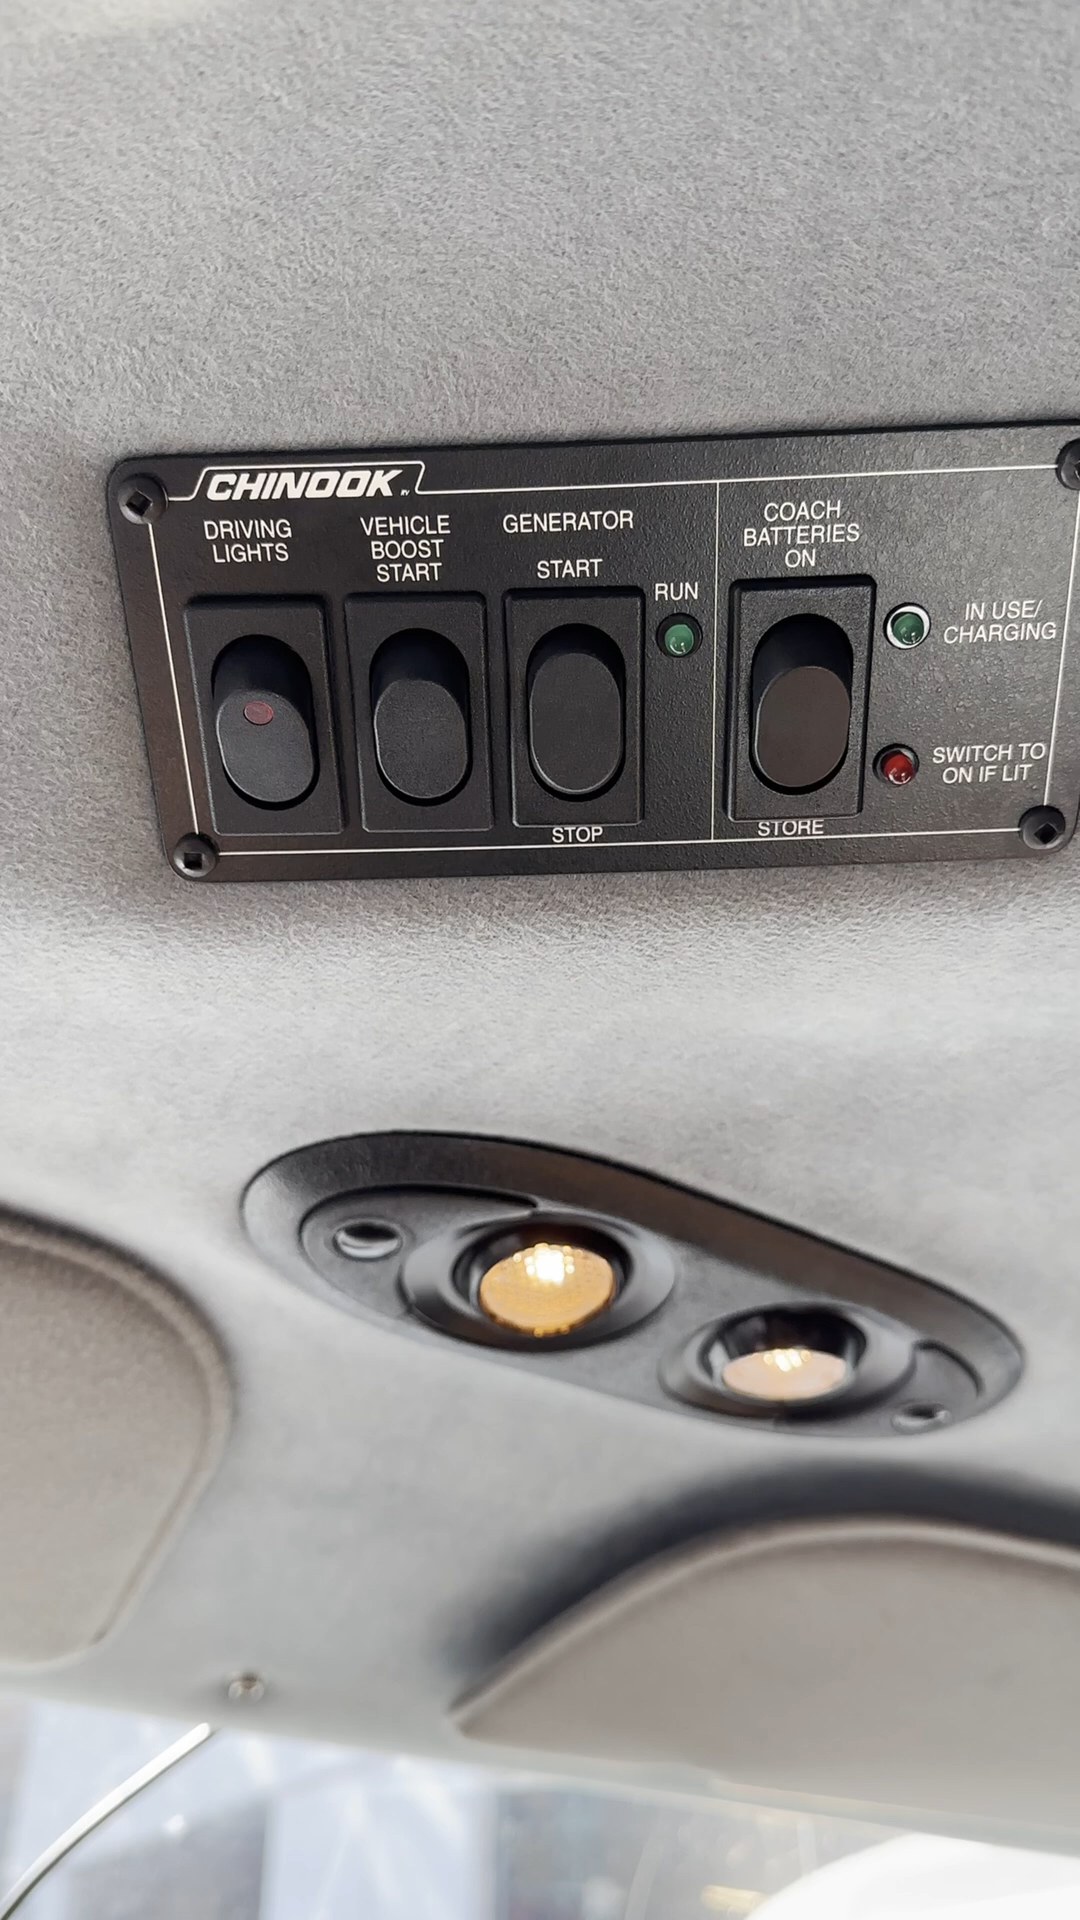 CHINOOK RV
DRIVING
LIGHTS
VEHICLE
BOOST
START
GENERATOR
START
STOP
RUN
COACH
BATTERIES
ON
STORE
IN USE/
CHARGING
SWITCH TO
ON IF LIT